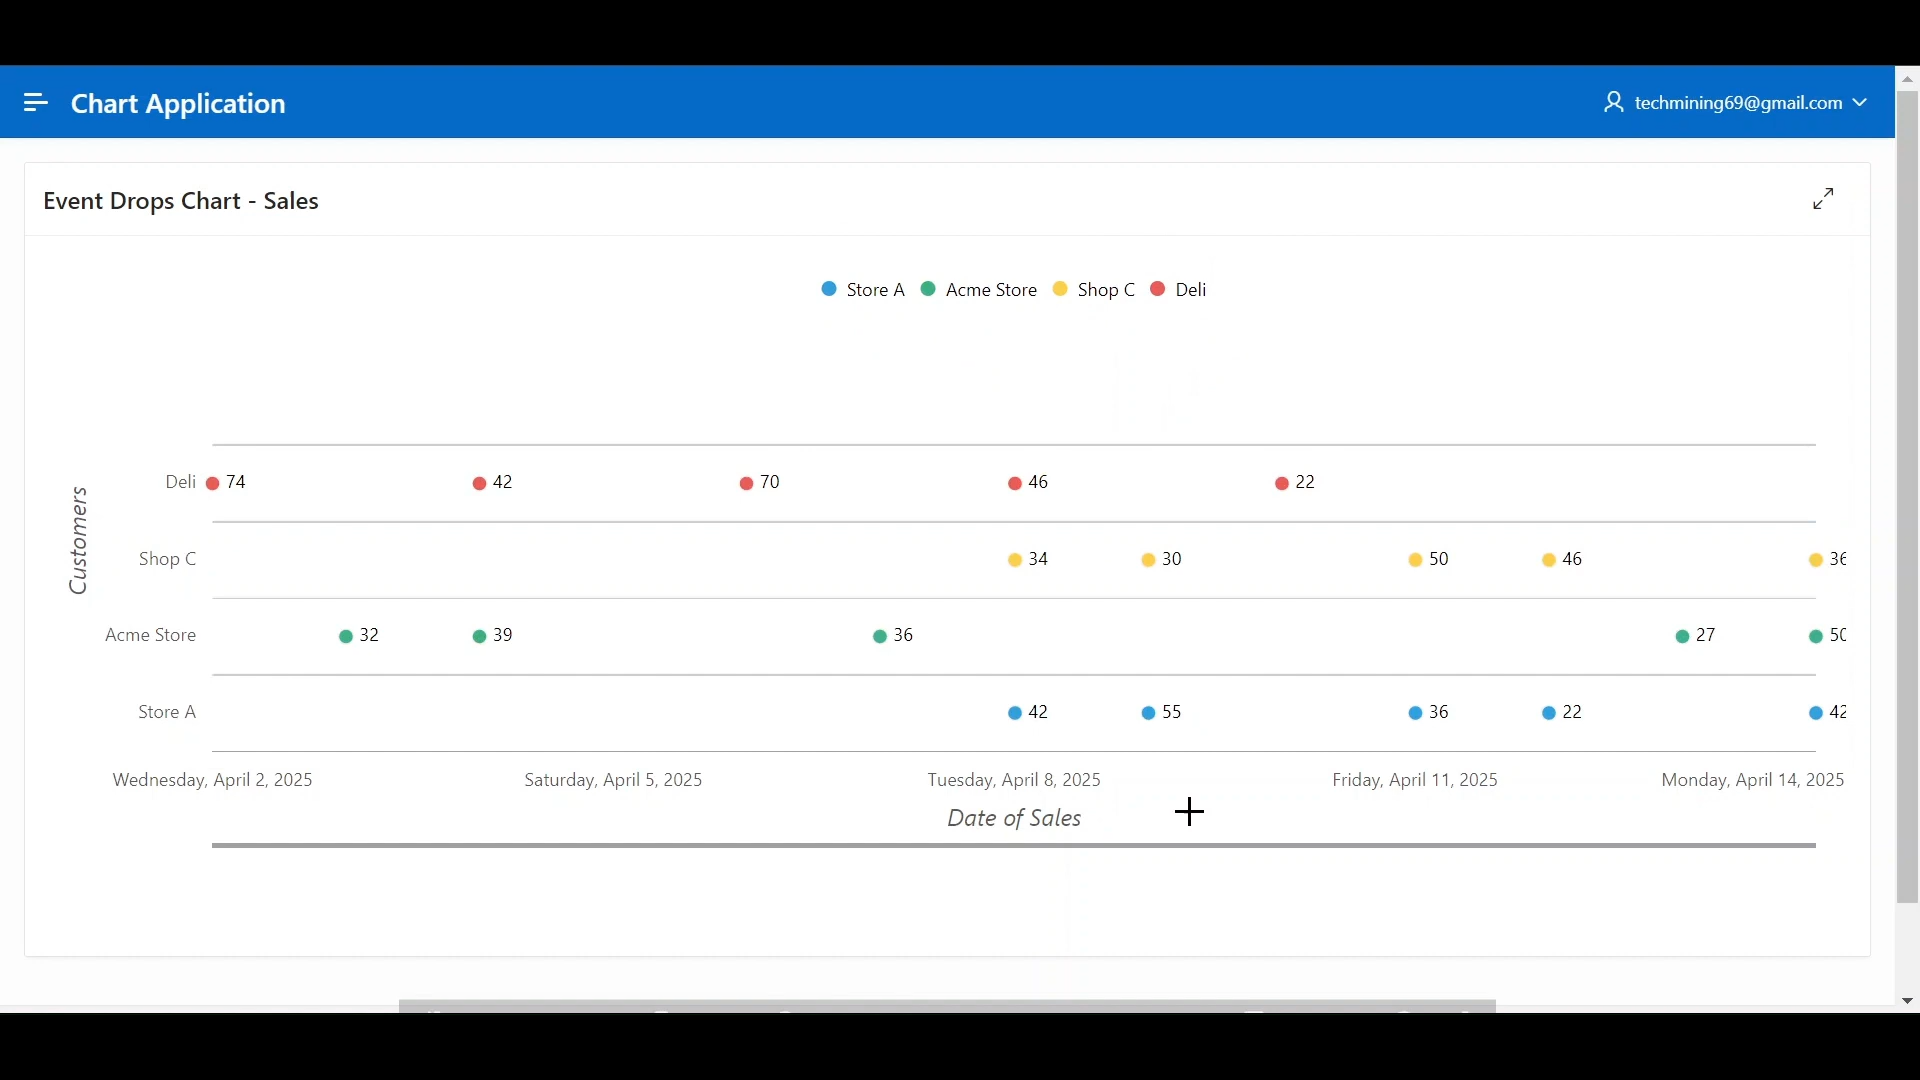 Chart Application
techmining69@gmail.com
Event Drops Chart - Sales
Store A Acme Store Shop C Deli
Customers
Deli 74 42 70 46 22
Shop C 34 30 50 46 36
Acme Store 32 39 36 27 50
Store A 42 55 36 22 42
Wednesday, April 2, 2025 Saturday, April 5, 2025 Tuesday, April 8, 2025 Friday, April 11, 2025 Monday, April 14, 2025
Date of Sales